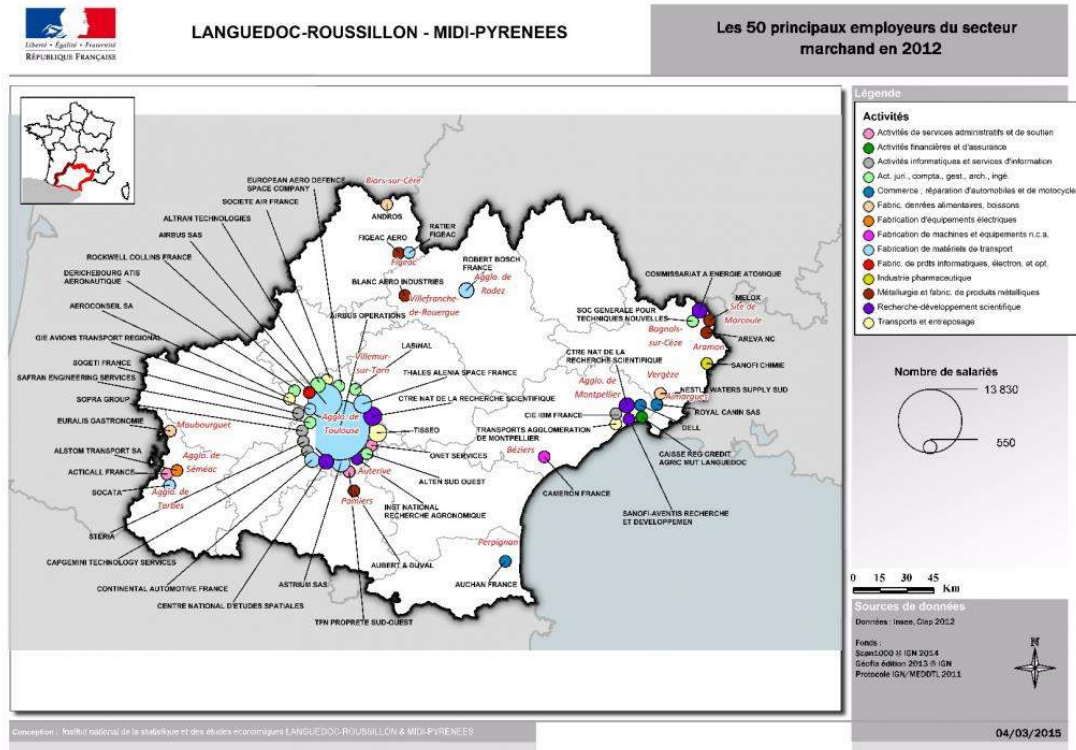 Liberté • Égalité • Fraternité
RÉPUBLIQUE FRANÇAISE
LANGUEDOC-ROUSSILLON - MIDI-PYRENEES
Les 50 principaux employeurs du secteur
marchand en 2012
Légende
Activités
Activités de services administratifs et de soutien
Activités financières et d'assurance
Activités informatiques et services d'information
Act. juri., compta., gest., arch., ingé.
Commerce ; réparation d'automobiles et de motocycle
Fabric. denrées alimentaires, boissons
Fabrication d'équipements électriques
Fabrication de machines et équipements n.c.a.
Fabrication de matériels de transport
Fabric. de prdts informatiques, électron. et opt.
Industrie pharmaceutique
Métallurgie et fabric. de produits métalliques
Recherche-développement scientifique
Transports et entreposage
Nombre de salariés
13 830
550
0 15 30 45
Km
Sources de données
Données : Insee, Clap 2012
Fonds :
Scan1000 © IGN 2014
Géofla édition 2013 © IGN
Protocole IGN/MEDDTL 2011
N
04/03/2015
EUROPEAN AERO DEFENCE
SPACE COMPANY
SOCIETE AIR FRANCE
ALTRAN TECHNOLOGIES
AIRBUS SAS
ROCKWELL COLLINS FRANCE
DERICHEBOURG ATIS
AERONAUTIQUE
AEROCONSEIL SA
GIE AVIONS TRANSPORT REGIONAL
SOGETI FRANCE
SAFRAN ENGINEERING SERVICES
SOPRA GROUP
EURALIS GASTRONOMIE
Maubourguet
ALSTOM TRANSPORT SA
Agglo. de
Séméac
ACTICALL FRANCE
SOCATA
Agglo. de
Tarbes
STERIA
CAPGEMINI TECHNOLOGY SERVICES
CONTINENTAL AUTOMOTIVE FRANCE
CENTRE NATIONAL D'ETUDES SPATIALES
ASTRIUM SAS
TFN PROPRETE SUD-OUEST
AUBERT & DUVAL
INST NATIONAL
RECHERCHE AGRONOMIQUE
ALTEN SUD OUEST
ONET SERVICES
TISSEO
CTRE NAT DE LA RECHERCHE SCIENTIFIQUE
THALES ALENIA SPACE FRANCE
LABINAL
AIRBUS OPERATIONS
Villemur-
sur-Tarn
Agglo. de
Toulouse
Auterive
Pamiers
Biars-sur-Cère
ANDROS
FIGEAC AERO
RATIER
FIGEAC
Figeac
BLANC AERO INDUSTRIES
Villefranche-
de-Rouergue
ROBERT BOSCH
FRANCE
Agglo. de
Rodez
COMMISSARIAT A ENERGIE ATOMIQUE
MELOX
Site de
Marcoule
SOC GENERALE POUR
TECHNIQUES NOUVELLES
Bagnols-
sur-Cèze
AREVA NC
Aramon
SANOFI CHIMIE
CTRE NAT DE LA
RECHERCHE SCIENTIFIQUE
Vergèze
Agglo. de
Montpellier
NESTLE WATERS SUPPLY SUD
Aimargues
ROYAL CANIN SAS
CIE IBM FRANCE
DELL
TRANSPORTS AGGLOMERATION
DE MONTPELLIER
CAISSE REG CREDIT
AGRIC MUT LANGUEDOC
Béziers
CAMERON FRANCE
SANOFI-AVENTIS RECHERCHE
ET DEVELOPPEMEN
Perpignan
AUCHAN FRANCE
Conception : Institut national de la statistique et des études économiques LANGUEDOC-ROUSSILLON & MIDI-PYRENEES